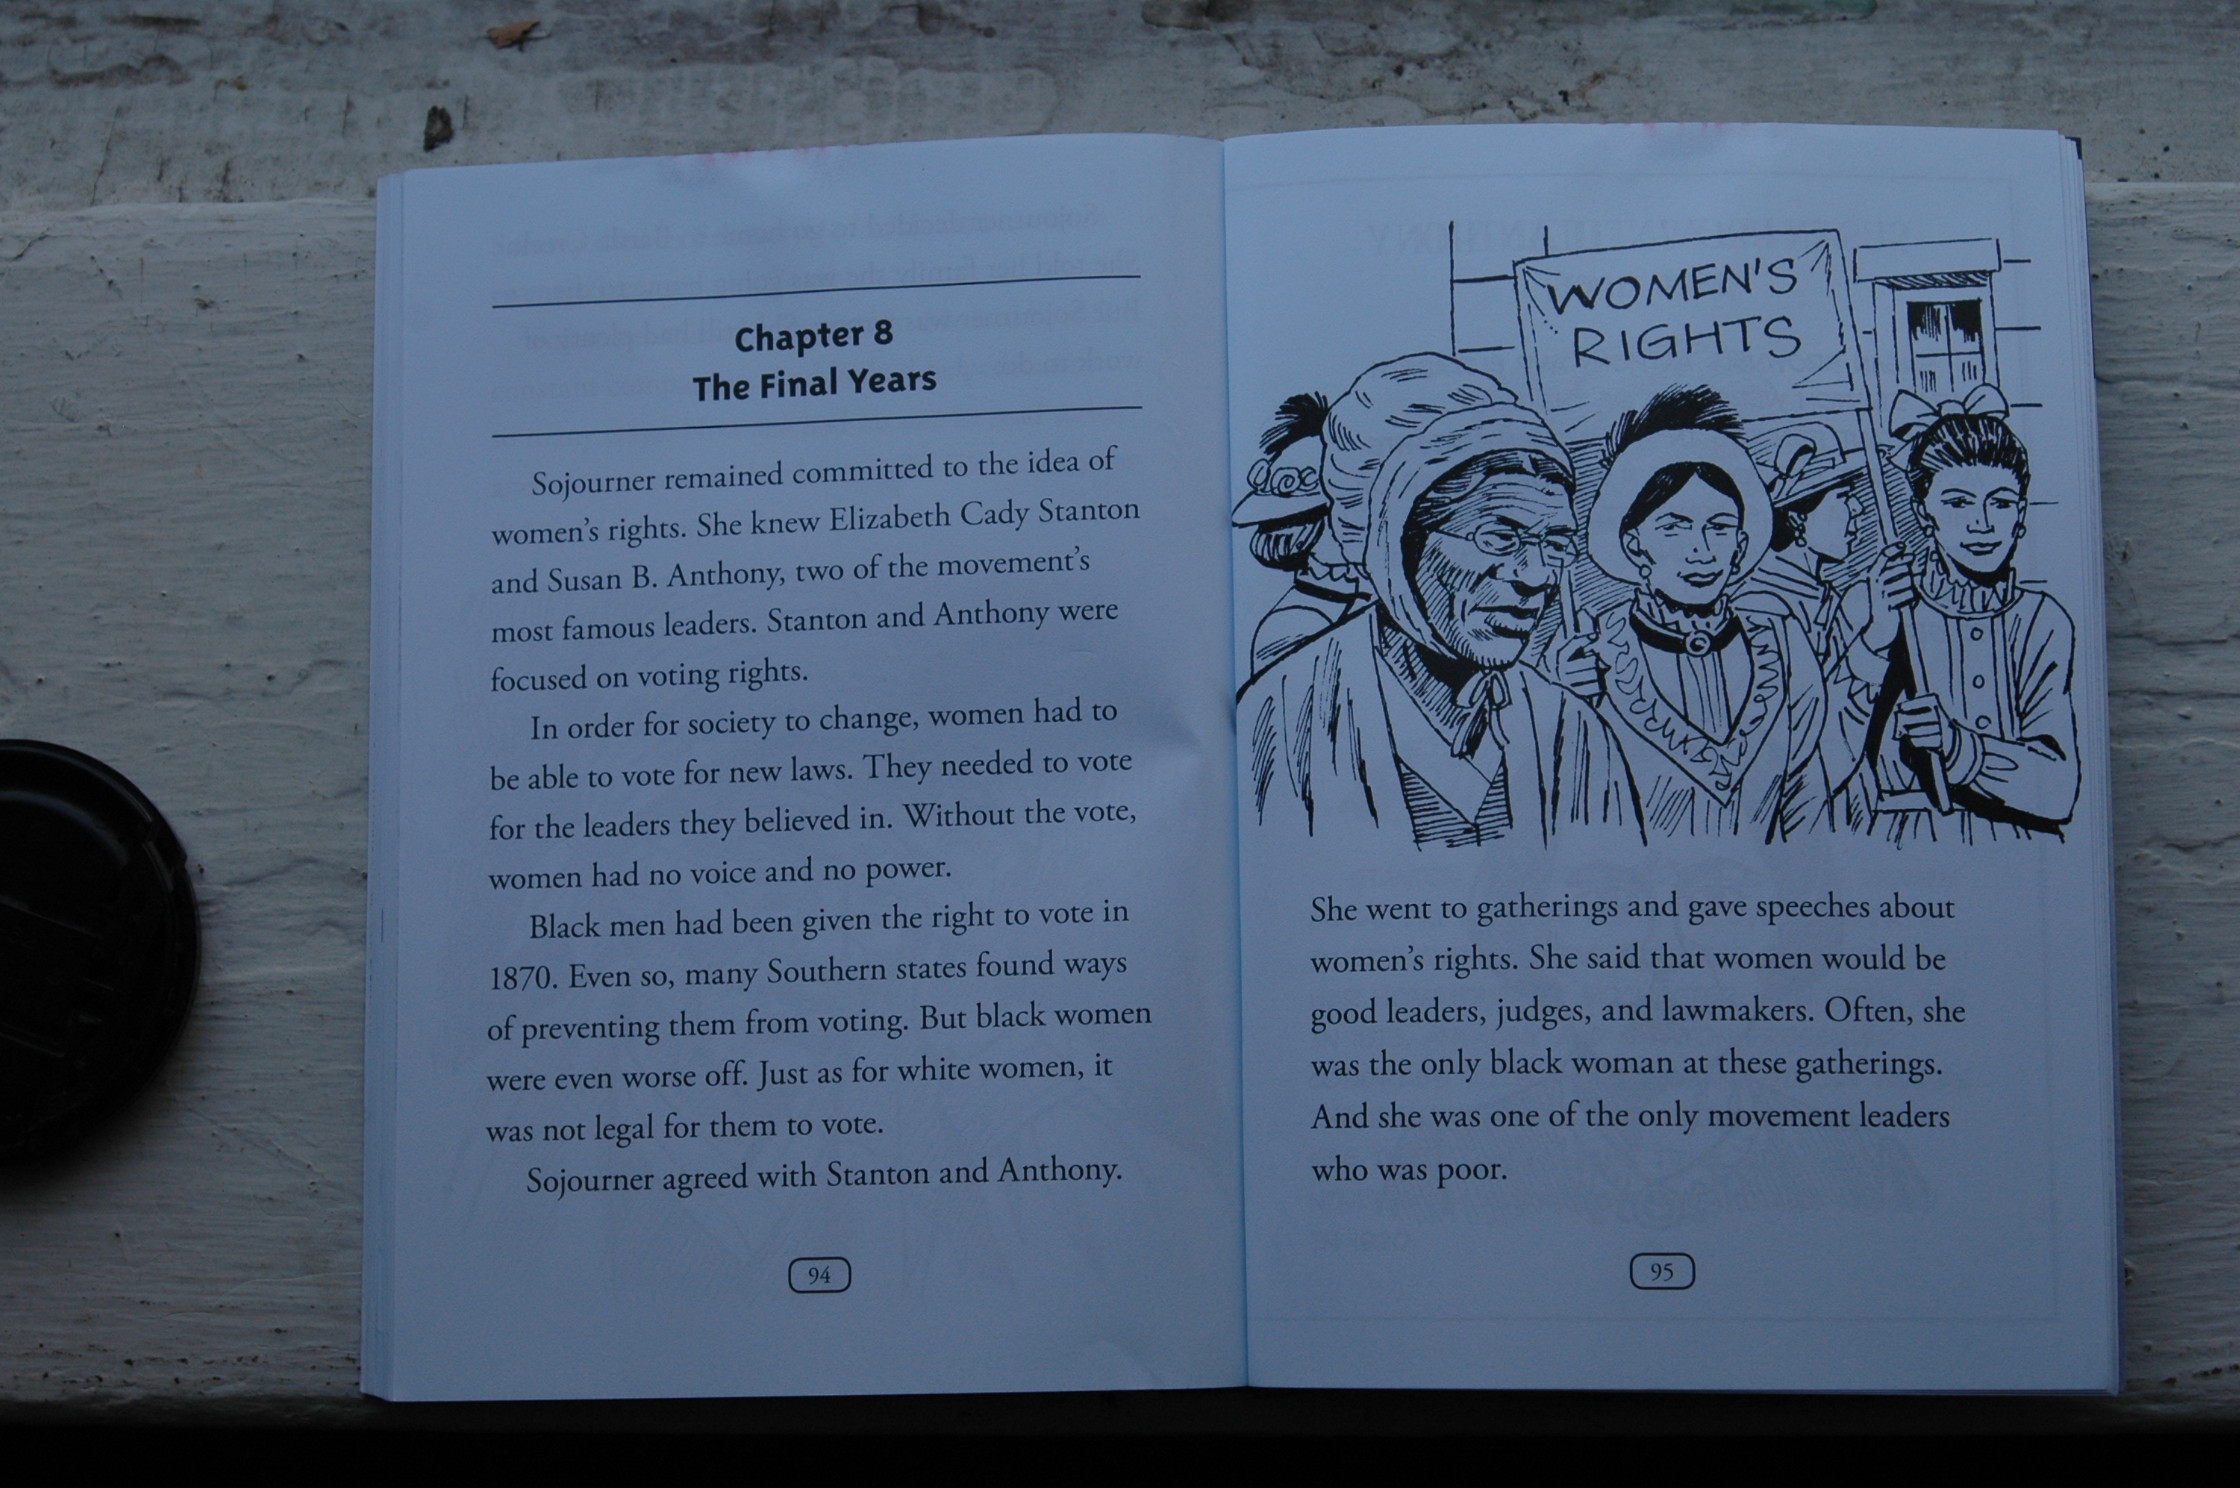 Chapter 8
The Final Years
Sojourner remained committed to the idea of
women's rights. She knew Elizabeth Cady Stanton
and Susan B. Anthony, two of the movement's
most famous leaders. Stanton and Anthony were
focused on voting rights.
In order for society to change, women had to
be able to vote for new laws. They needed to vote
for the leaders they believed in. Without the vote,
women had no voice and no power.
Black men had been given the right to vote in
1870. Even so, many Southern states found ways
of preventing them from voting. But black women
were even worse off. Just as for white women, it
was not legal for them to vote.
Sojourner agreed with Stanton and Anthony.
94
WOMEN'S
RIGHTS
She went to gatherings and gave speeches about
women's rights. She said that women would be
good leaders, judges, and lawmakers. Often, she
was the only black woman at these gatherings.
And she was one of the only movement leaders
who was poor.
95